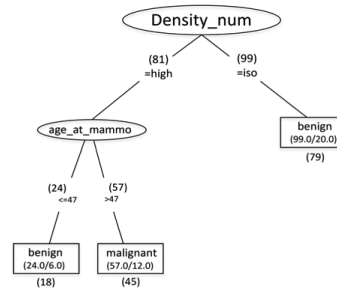 Density_num
(81)
=high
(99)
=iso
age_at_mammo
benign
(99.0/20.0)
(79)
(24)
<=47
(57)
>47
benign
(24.0/6.0)
(18)
malignant
(57.0/12.0)
(45)